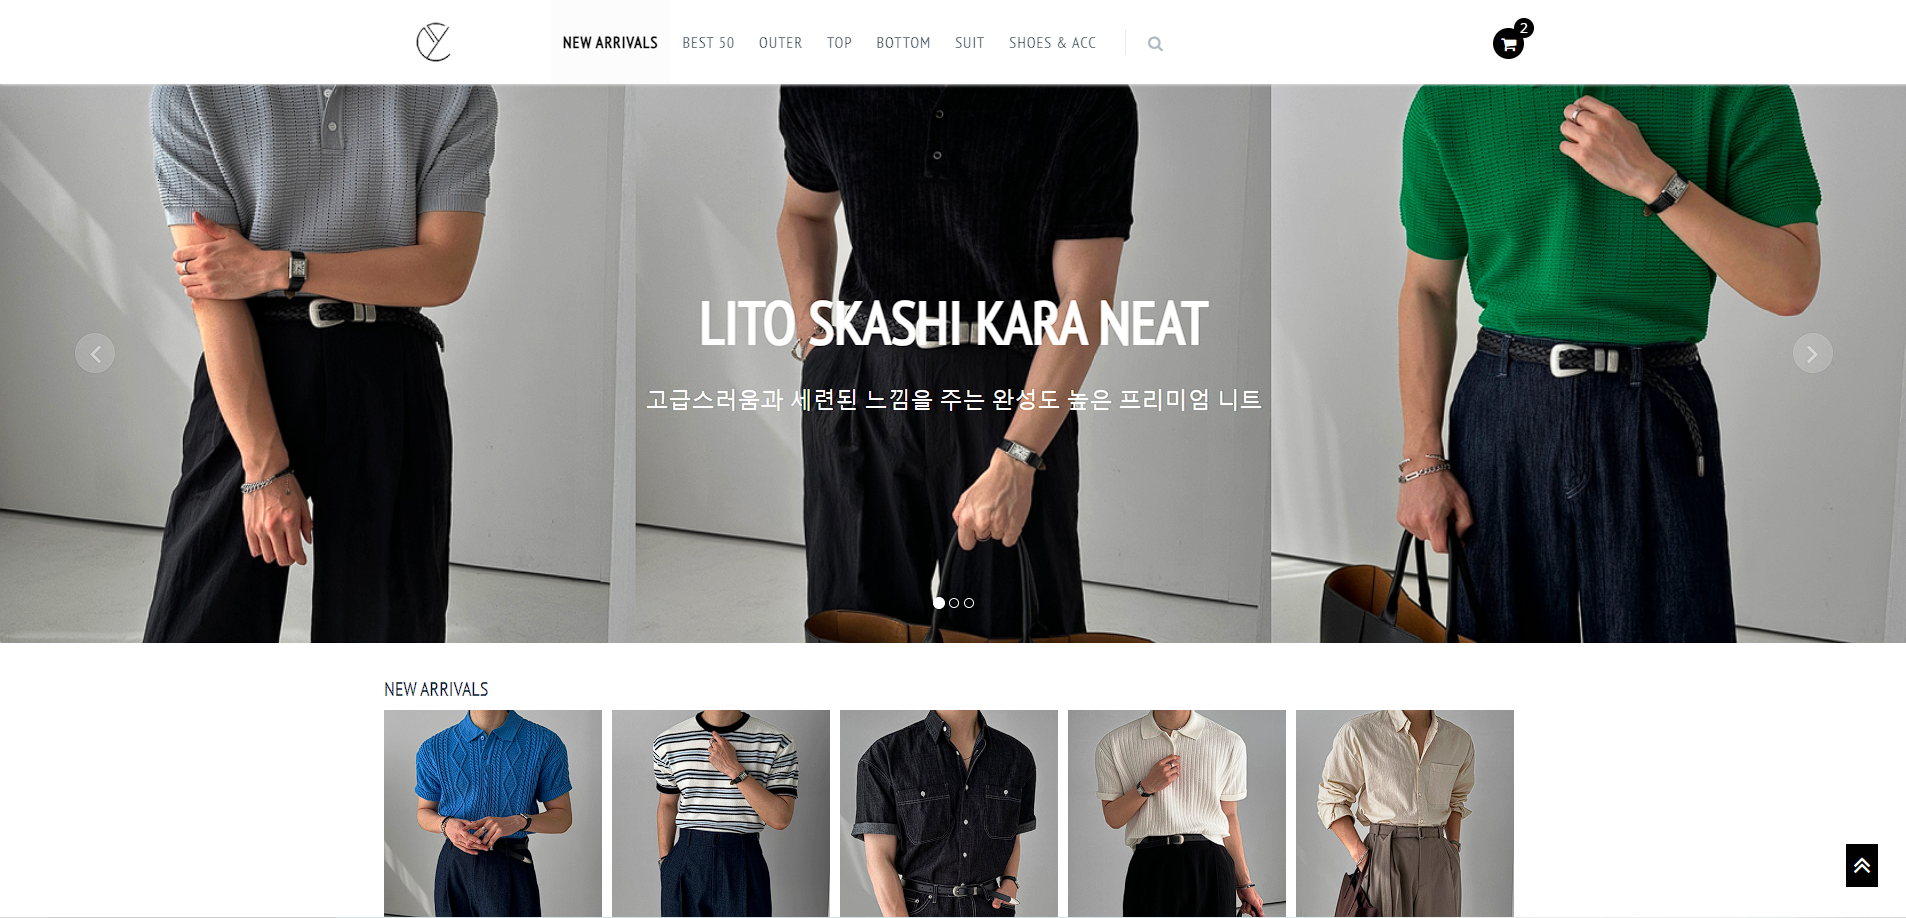 NEW ARRIVALS BEST 50 OUTER TOP BOTTOM SUIT SHOES & ACC
2
LITO SKASHI KARA NEAT
고급스러움과 세련된 느낌을 주는 완성도 높은 프리미엄 니트
NEW ARRIVALS